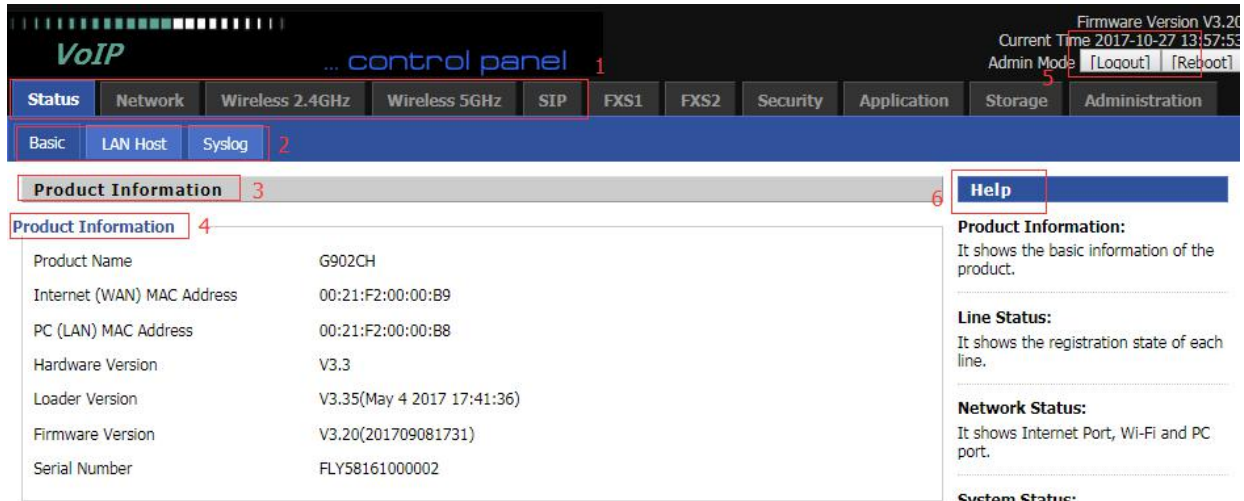 Firmware Version V3.20
Current Time 2017-10-27 13:57:53
VoIP
... control panel
1
Admin Mode [Logout] [Reboot]
5
Status Network Wireless 2.4GHz Wireless 5GHz SIP FXS1 FXS2 Security Application Storage Administration
Basic LAN Host Syslog 2
Product Information 3
Product Information 4
Product Name G902CH
Internet (WAN) MAC Address 00:21:F2:00:00:B9
PC (LAN) MAC Address 00:21:F2:00:00:B8
Hardware Version V3.3
Loader Version V3.35(May 4 2017 17:41:36)
Firmware Version V3.20(201709081731)
Serial Number FLY58161000002
6
Help
Product Information:
It shows the basic information of the
product.
Line Status:
It shows the registration state of each
line.
Network Status:
It shows Internet Port, Wi-Fi and PC
port.
System Status: